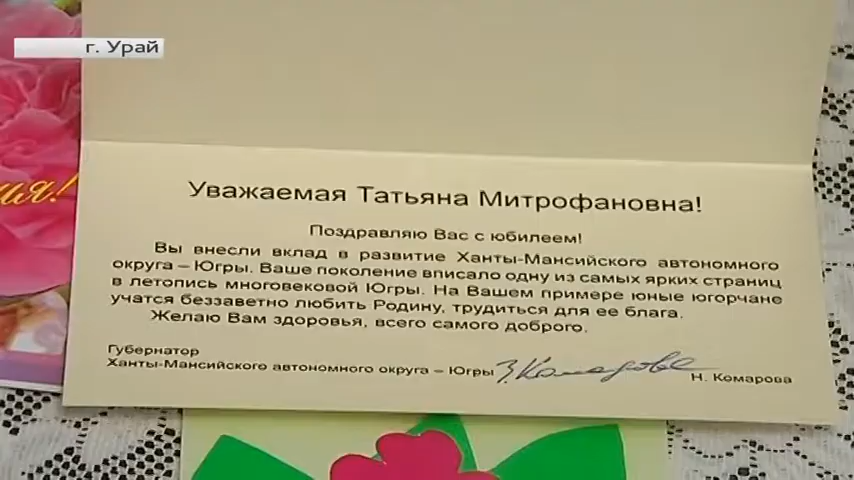 г. Урай
ия!
Уважаемая Татьяна Митрофановна!
Поздравляю Вас с юбилеем!
Вы внесли вклад в развитие Ханты-Мансийского автономного
округа – Югры. Ваше поколение вписало одну из самых ярких страниц
в летопись многовековой Югры. На Вашем примере юные югорчане
учатся беззаветно любить Родину, трудиться для ее блага.
Желаю Вам здоровья, всего самого доброго.
Губернатор
Ханты-Мансийского автономного округа – Югры Н. Комарова